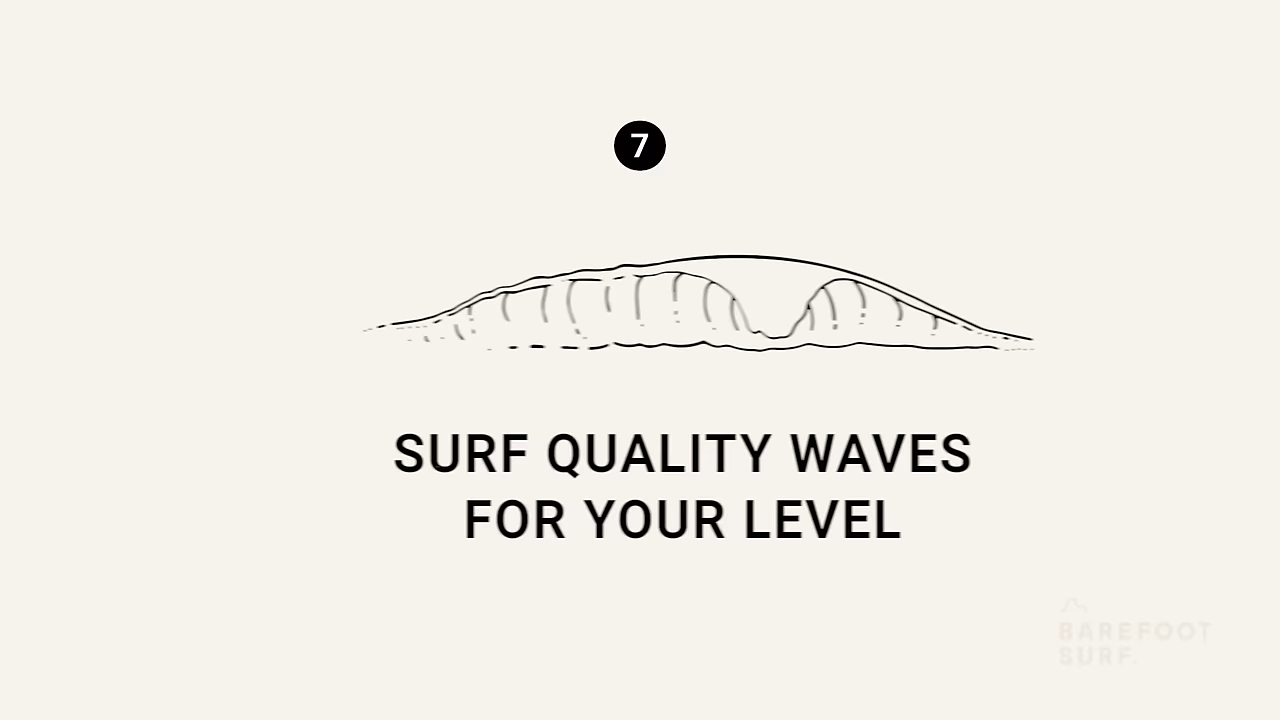 7
SURF QUALITY WAVES
FOR YOUR LEVEL
BAREFOOT
SURF.